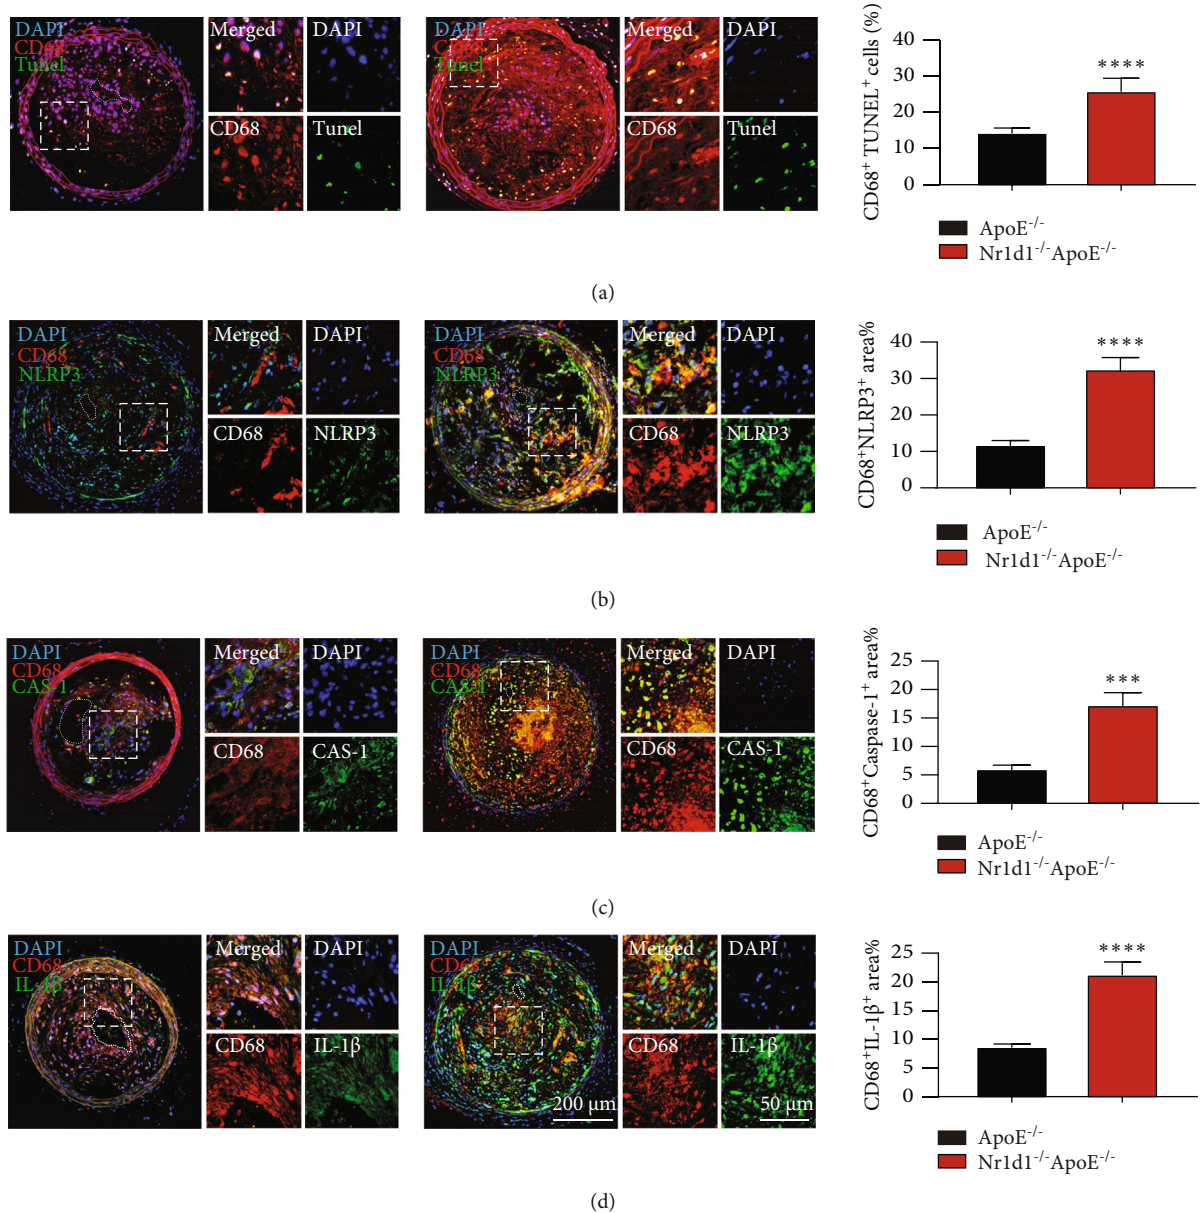 DAPI
CD68
Tunel
Merged
DAPI
CD68
Tunel
DAPI
CD68
Tunel
Merged
DAPI
CD68
Tunel
CD68+ TUNEL+ cells (%)
40
30
20
10
0
****
ApoE-/-
Nr1d1-/-ApoE-/-
(a)
DAPI
CD68
NLRP3
Merged
DAPI
CD68
NLRP3
DAPI
CD68
NLRP3
Merged
DAPI
CD68
NLRP3
CD68+NLRP3+ area%
40
30
20
10
0
****
ApoE-/-
Nr1d1-/-ApoE-/-
(b)
DAPI
CD68
CAS-1
Merged
DAPI
CD68
CAS-1
DAPI
CD68
CAS-1
Merged
DAPI
CD68
CAS-1
CD68+Caspase-1+ area%
25
20
15
10
5
0
***
ApoE-/-
Nr1d1-/-ApoE-/-
(c)
DAPI
CD68
IL-1β
Merged
DAPI
CD68
IL-1β
DAPI
CD68
IL-1β
200 µm
Merged
DAPI
CD68
IL-1β
50 µm
CD68+IL-1β+ area%
25
20
15
10
5
0
****
ApoE-/-
Nr1d1-/-ApoE-/-
(d)